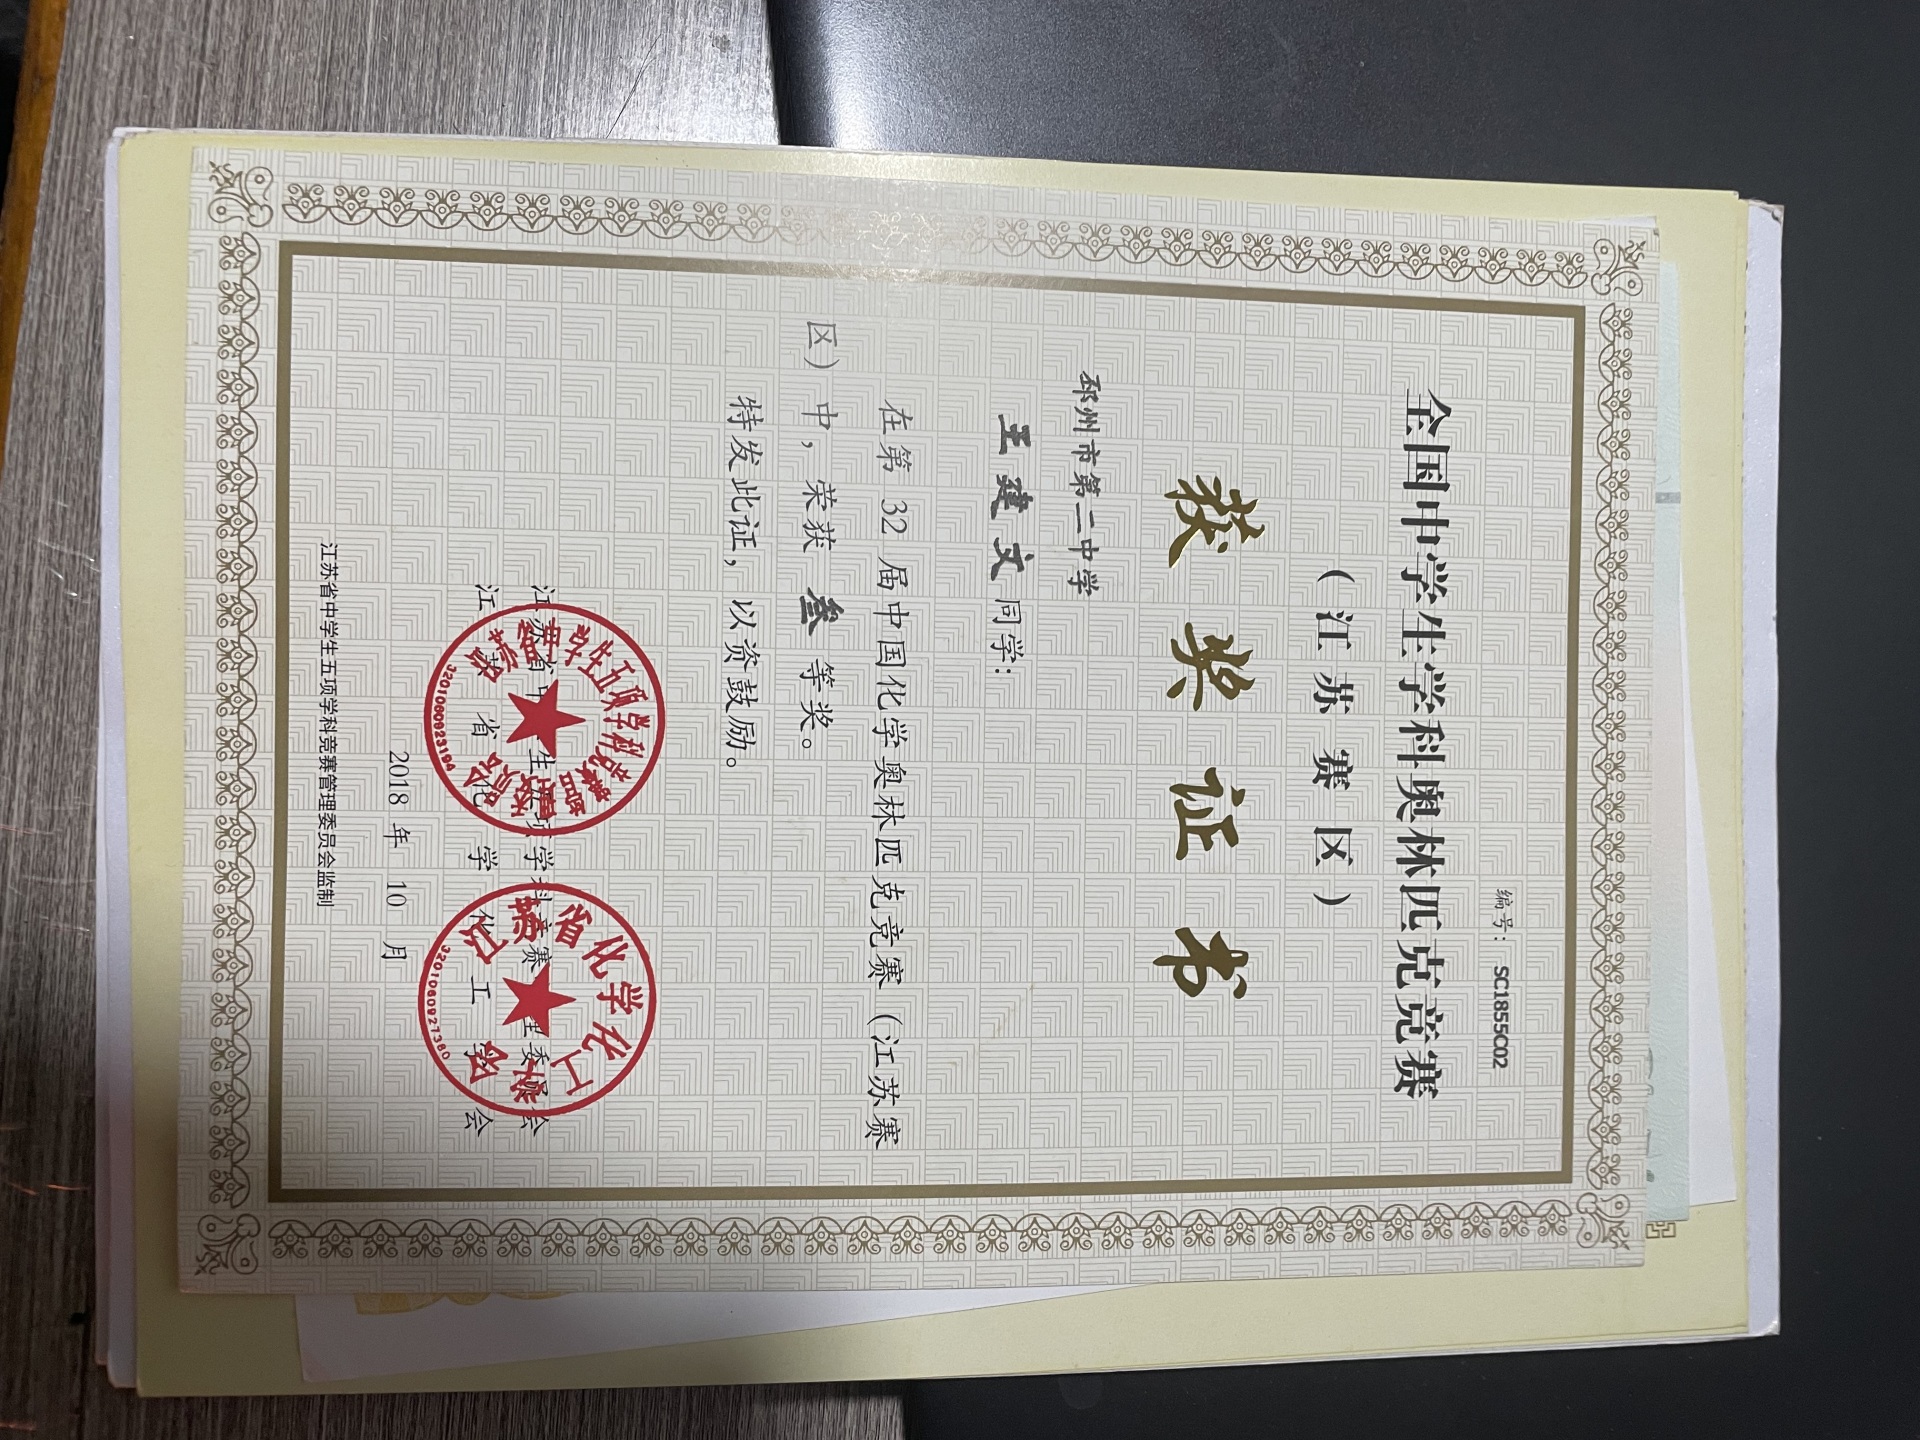 编号：SC1855C02
全国中学生学科奥林匹克竞赛
（江苏赛区）
获奖证书
邳州市第二中学
王建文同学：
在第 32 届中国化学奥林匹克竞赛（江苏赛
区）中，荣获 叁 等奖。
特发此证，以资鼓励。
江苏省中学生五项学科竞赛管理委员会
江苏省化学化工学会
2018 年 10 月
江苏省中学生五项学科竞赛管理委员会监制
江苏省中学生五项学科竞赛管理委员会
3201060923194
江苏省化学化工学会
3201060927380